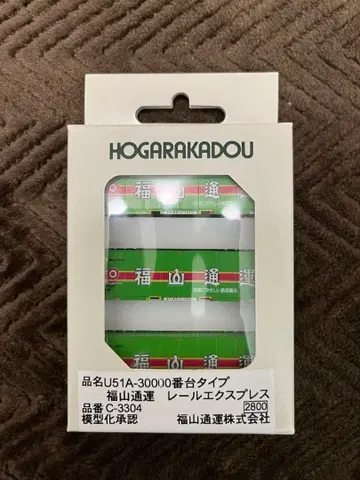 HOGARAKADOU
福山通運
福山通運
福山通運
品名U51A-30000番台タイプ
福山通運 レールエクスプレス
品番 C-3304 2800
模型化承認 福山通運株式会社